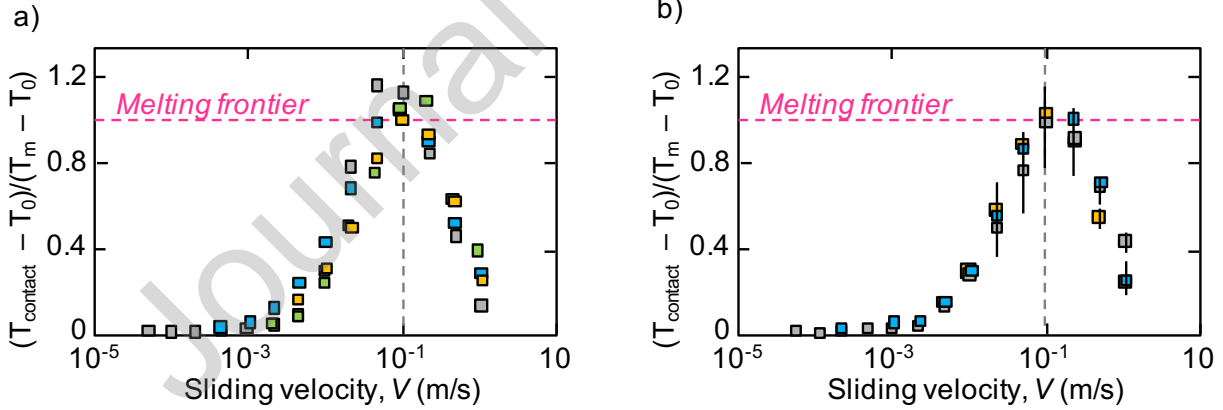 a)
(T_contact – T_0)/(T_m – T_0)
1.2
0.8
0.4
0
Melting frontier
10^-5
10^-3
10^-1
10
Sliding velocity, V (m/s)
b)
(T_contact – T_0)/(T_m – T_0)
1.2
0.8
0.4
0
Melting frontier
10^-5
10^-3
10^-1
10
Sliding velocity, V (m/s)
Journal